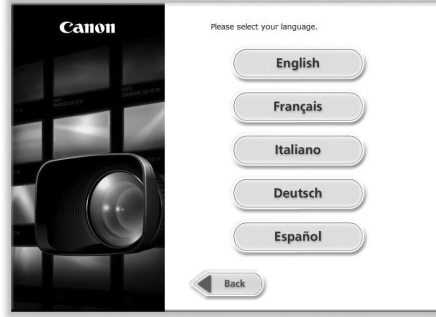 Canon
Please select your language.
English
Français
Italiano
Deutsch
Español
Back